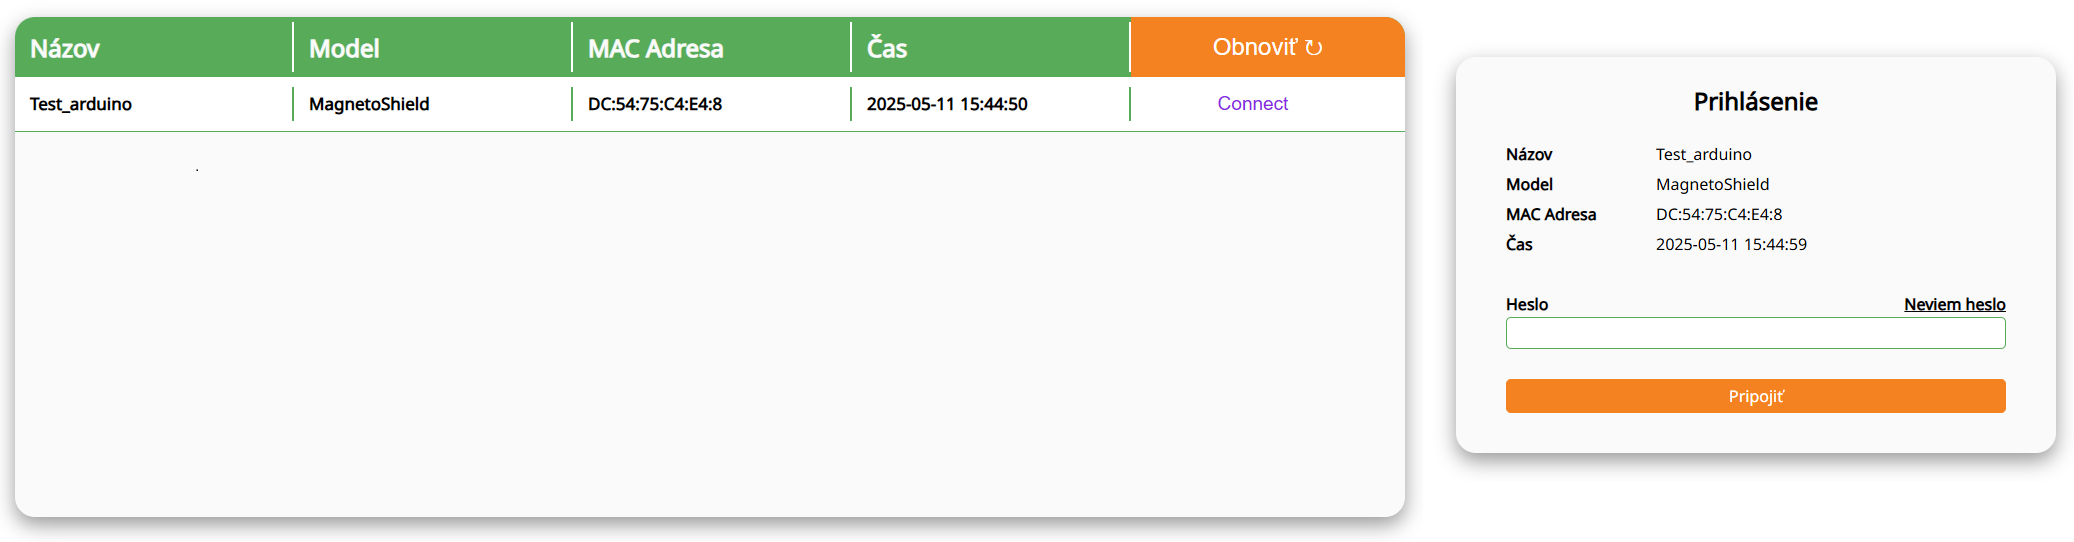 Názov Model MAC Adresa Čas Obnoviť ↻
Test_arduino MagnetoShield DC:54:75:C4:E4:8 2025-05-11 15:44:50 Connect
.
Prihlásenie
Názov Test_arduino
Model MagnetoShield
MAC Adresa DC:54:75:C4:E4:8
Čas 2025-05-11 15:44:59
Heslo Neviem heslo
Pripojiť